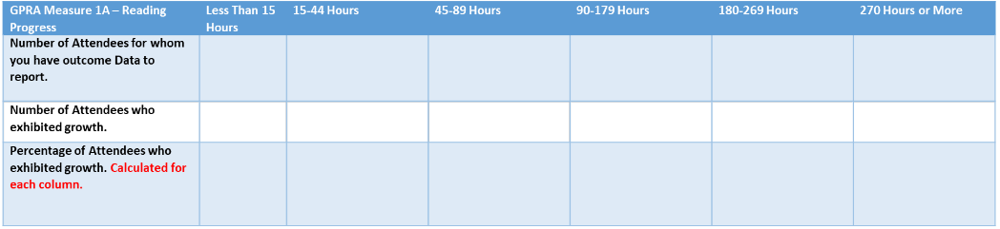 GPRA Measure 1A – Reading Progress
Less Than 15 Hours
15-44 Hours
45-89 Hours
90-179 Hours
180-269 Hours
270 Hours or More
Number of Attendees for whom
you have outcome Data to
report.
Number of Attendees who
exhibited growth.
Percentage of Attendees who
exhibited growth. Calculated for
each column.